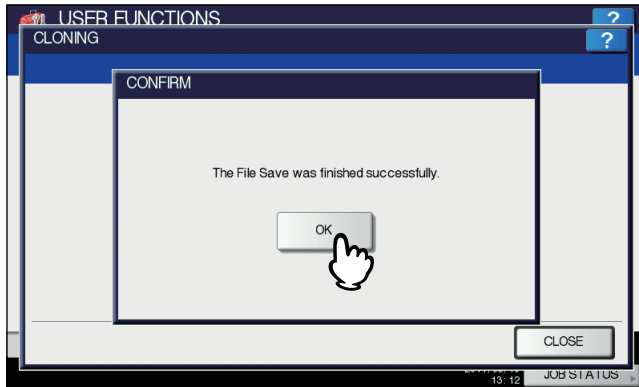 USER FUNCTIONS
?
CLONING
?
CONFIRM
The File Save was finished successfully.
OK
CLOSE
13:12
JOB STATUS